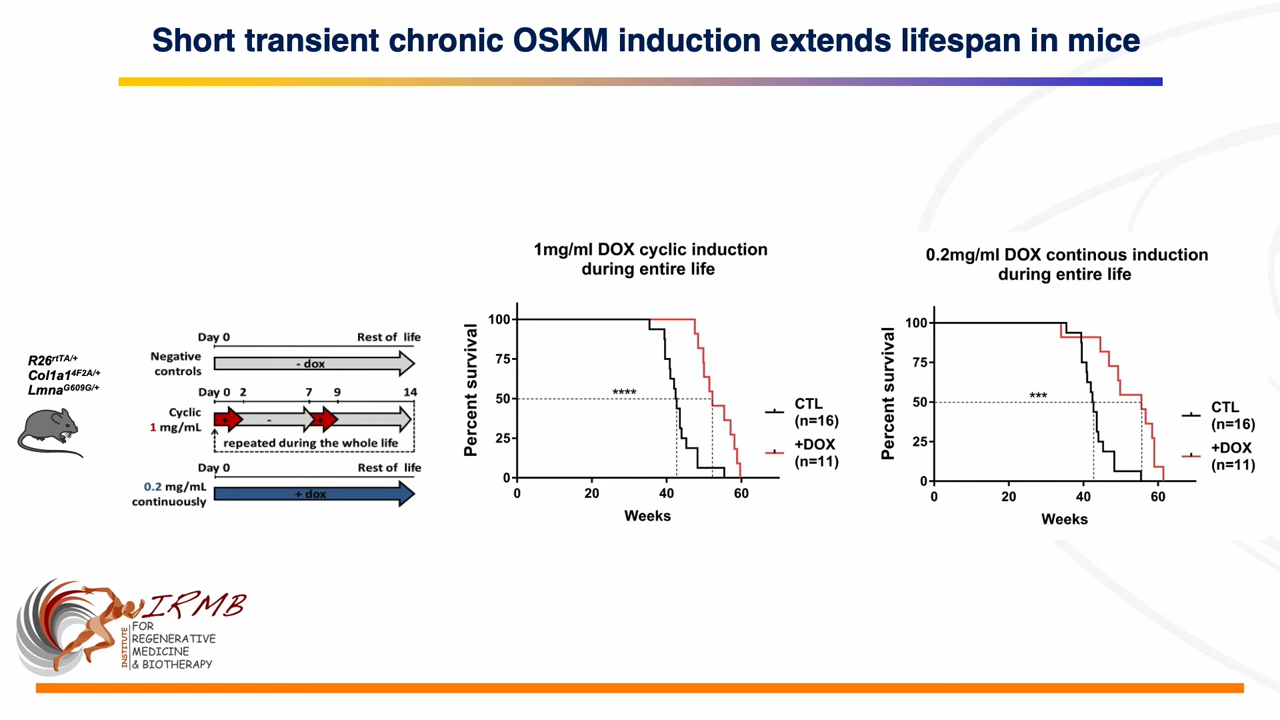 Short transient chronic OSKM induction extends lifespan in mice
R26rtTA/+
Col1a14F2A/+
LmnaG609G/+
Day 0 Rest of life
Negative
controls
- dox
Day 0 2 7 9 14
Cyclic
1 mg/mL
+ - +
repeated during the whole life
Day 0 Rest of life
0.2 mg/mL
continuously
+ dox
1mg/ml DOX cyclic induction
during entire life
Percent survival
100
75
50
25
0
****
0 20 40 60
Weeks
CTL
(n=16)
+DOX
(n=11)
0.2mg/ml DOX continous induction
during entire life
Percent survival
100
75
50
25
0
***
0 20 40 60
Weeks
CTL
(n=16)
+DOX
(n=11)
IRMB
INSTITUTE
FOR
REGENERATIVE
MEDICINE
& BIOTHERAPY